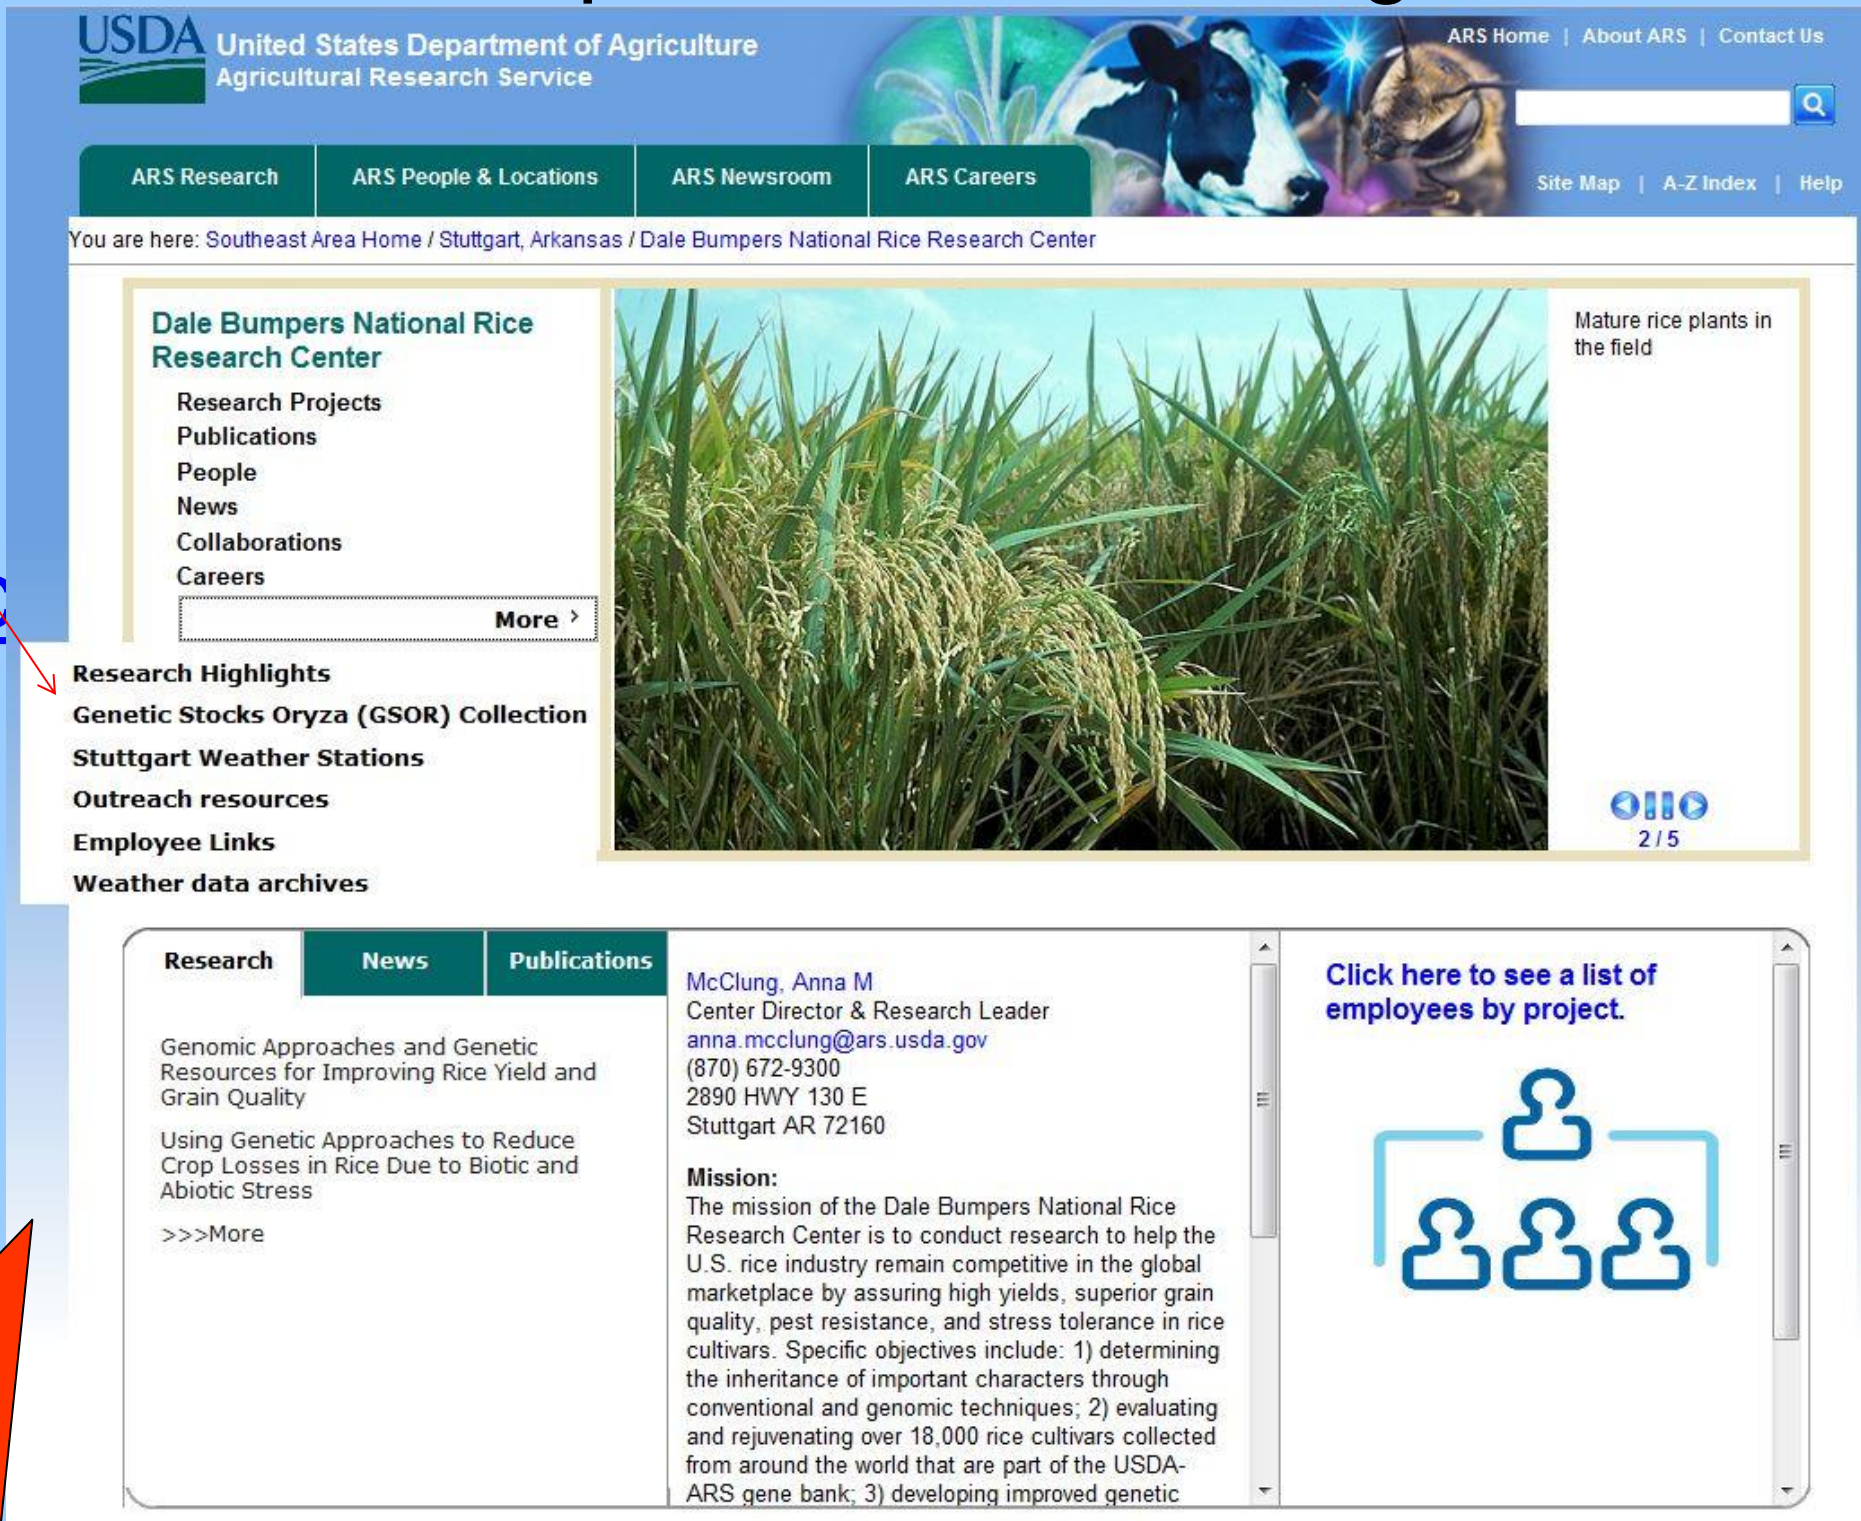 USDA
United States Department of Agriculture
Agricultural Research Service
ARS Home | About ARS | Contact Us
ARS Research
ARS People & Locations
ARS Newsroom
ARS Careers
Site Map | A-Z Index | Help
You are here: Southeast Area Home / Stuttgart, Arkansas / Dale Bumpers National Rice Research Center
Dale Bumpers National Rice
Research Center
Research Projects
Publications
People
News
Collaborations
Careers
More ›
Research Highlights
Genetic Stocks Oryza (GSOR) Collection
Stuttgart Weather Stations
Outreach resources
Employee Links
Weather data archives
Mature rice plants in
the field
2 / 5
Research
News
Publications
Genomic Approaches and Genetic
Resources for Improving Rice Yield and
Grain Quality
Using Genetic Approaches to Reduce
Crop Losses in Rice Due to Biotic and
Abiotic Stress
>>>More
McClung, Anna M
Center Director & Research Leader
anna.mcclung@ars.usda.gov
(870) 672-9300
2890 HWY 130 E
Stuttgart AR 72160
Mission:
The mission of the Dale Bumpers National Rice
Research Center is to conduct research to help the
U.S. rice industry remain competitive in the global
marketplace by assuring high yields, superior grain
quality, pest resistance, and stress tolerance in rice
cultivars. Specific objectives include: 1) determining
the inheritance of important characters through
conventional and genomic techniques; 2) evaluating
and rejuvenating over 18,000 rice cultivars collected
from around the world that are part of the USDA-
ARS gene bank; 3) developing improved genetic
Click here to see a list of
employees by project.